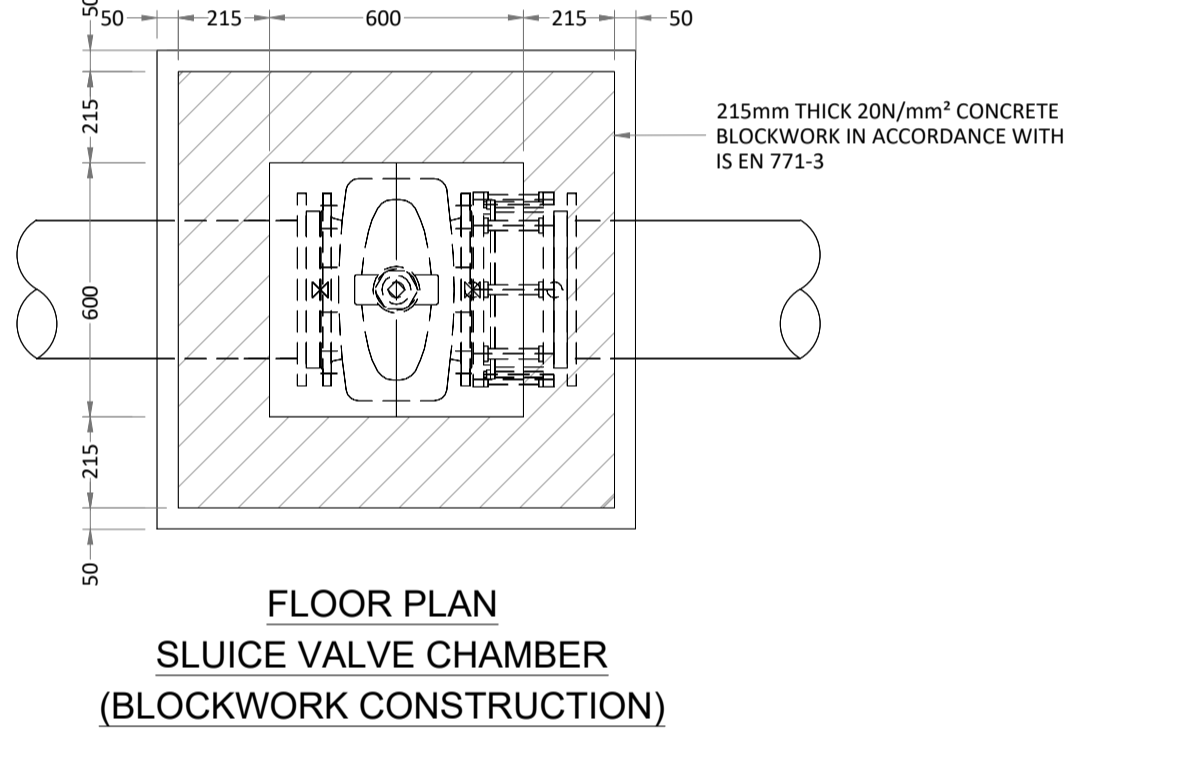 50
50
215
600
215
50
215
600
215
50
215mm THICK 20N/mm² CONCRETE
BLOCKWORK IN ACCORDANCE WITH
IS EN 771-3
FLOOR PLAN
SLUICE VALVE CHAMBER
(BLOCKWORK CONSTRUCTION)